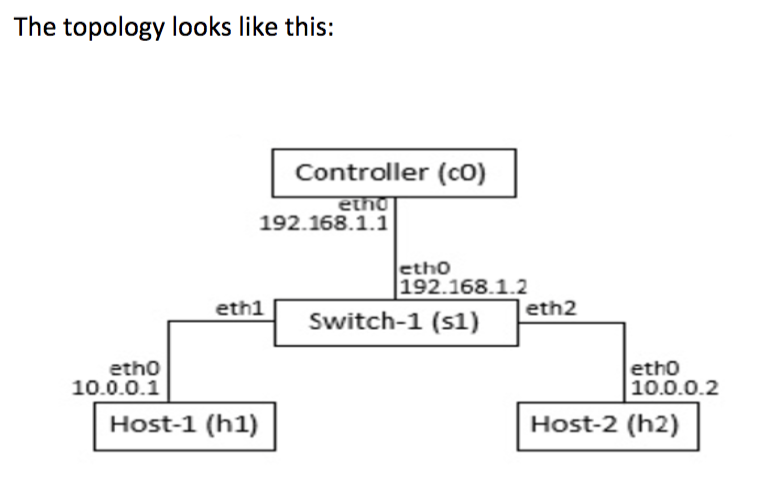 The topology looks like this:
Controller (c0)
eth0
192.168.1.1
eth0
192.168.1.2
eth1
Switch-1 (s1)
eth2
eth0
10.0.0.1
eth0
10.0.0.2
Host-1 (h1)
Host-2 (h2)